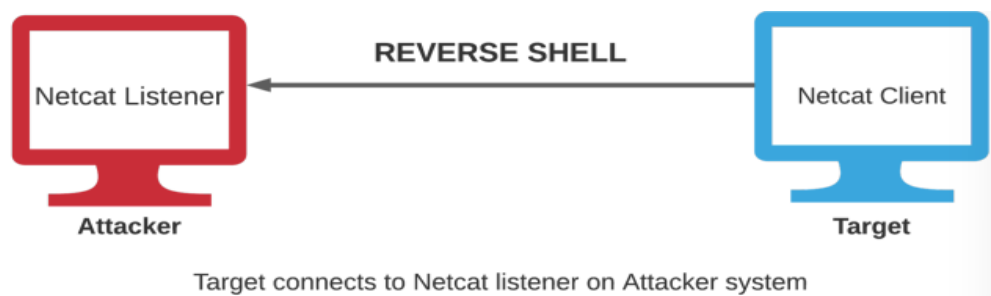 REVERSE SHELL
Netcat Listener
Netcat Client
Attacker
Target
Target connects to Netcat listener on Attacker system